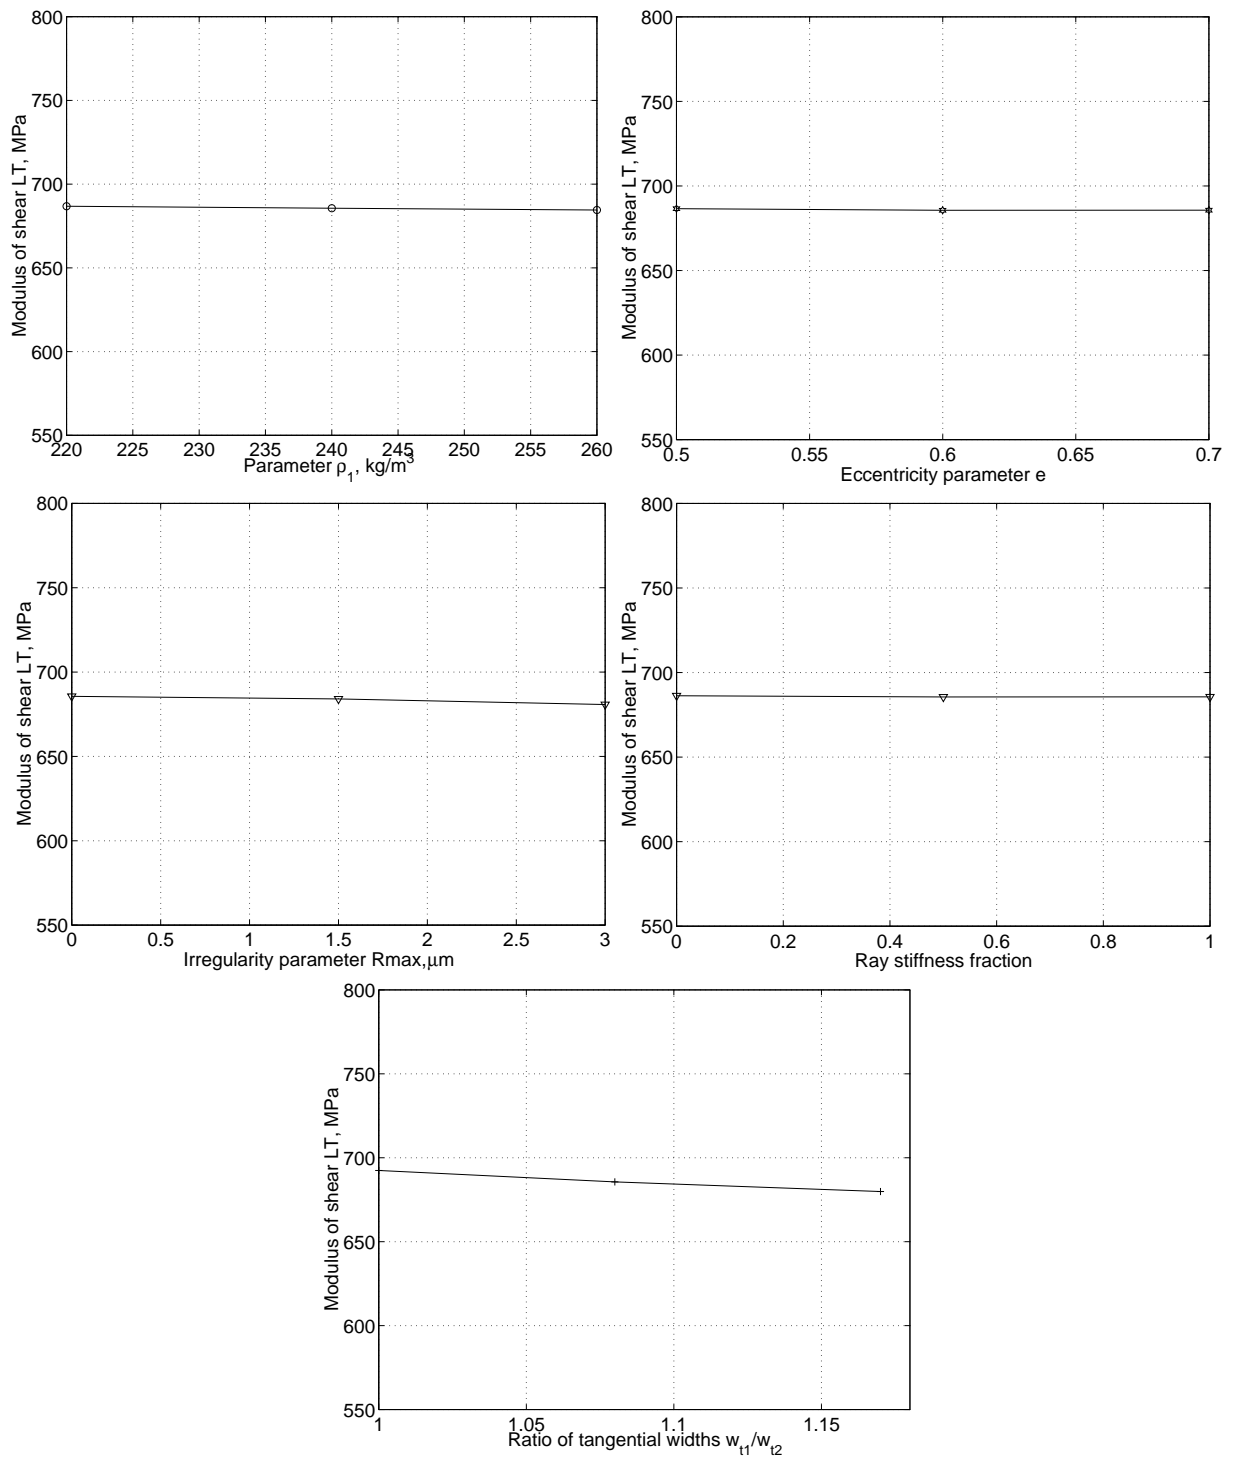 800
750
700
650
600
550
Modulus of shear LT, MPa
220 225 230 235 240 245 250 255 260
Parameter ρ₁, kg/m³
800
750
700
650
600
550
Modulus of shear LT, MPa
0.5 0.55 0.6 0.65 0.7
Eccentricity parameter e
800
750
700
650
600
550
Modulus of shear LT, MPa
0 0.5 1 1.5 2 2.5 3
Irregularity parameter Rmax,μm
800
750
700
650
600
550
Modulus of shear LT, MPa
0 0.2 0.4 0.6 0.8 1
Ray stiffness fraction
800
750
700
650
600
550
Modulus of shear LT, MPa
1 1.05 1.1 1.15
Ratio of tangential widths w_t1/w_t2